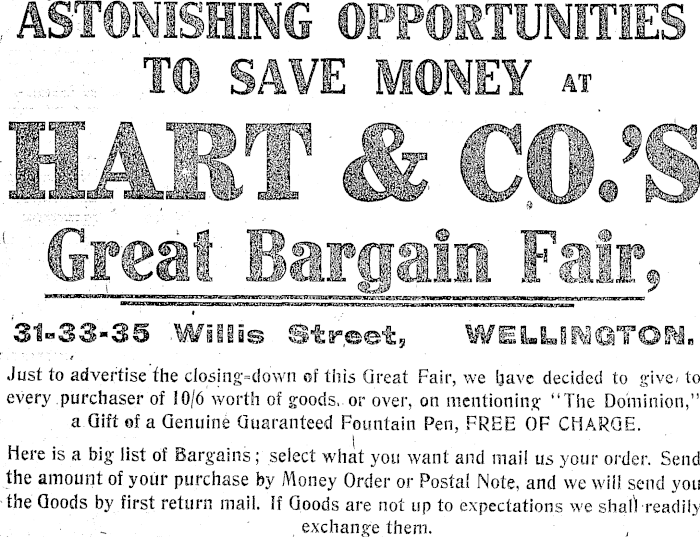 ASTONISHING OPPORTUNITIES
TO SAVE MONEY AT
HART & CO.'S
Great Bargain Fair,
31-33-35 Willis Street, WELLINGTON.
Just to advertise the closing-down of this Great Fair, we have decided to give to
every purchaser of 10/6 worth of goods, or over, on mentioning "The Dominion,"
a Gift of a Genuine Guaranteed Fountain Pen, FREE OF CHARGE.
Here is a big list of Bargains; select what you want and mail us your order. Send
the amount of your purchase by Money Order or Postal Note, and we will send you
the Goods by first return mail. If Goods are not up to expectations we shall readily
exchange them.